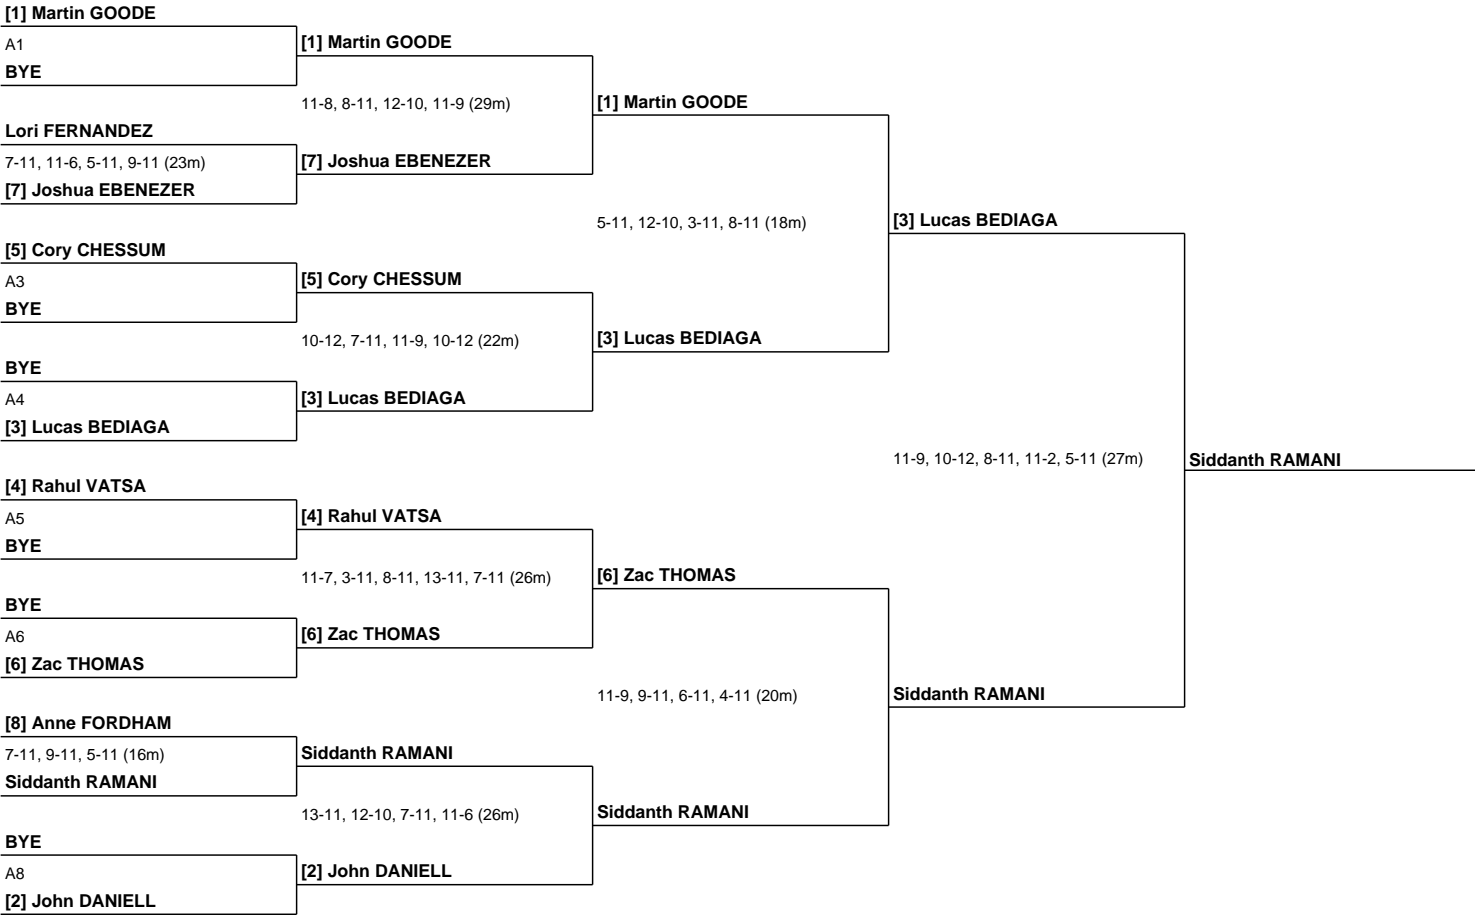 [1] Martin GOODE
A1
BYE
Lori FERNANDEZ
7-11, 11-6, 5-11, 9-11 (23m)
[7] Joshua EBENEZER
[5] Cory CHESSUM
A3
BYE
BYE
A4
[3] Lucas BEDIAGA
[4] Rahul VATSA
A5
BYE
BYE
A6
[6] Zac THOMAS
[8] Anne FORDHAM
7-11, 9-11, 5-11 (16m)
Siddanth RAMANI
BYE
A8
[2] John DANIELL
[1] Martin GOODE
11-8, 8-11, 12-10, 11-9 (29m)
[7] Joshua EBENEZER
[5] Cory CHESSUM
10-12, 7-11, 11-9, 10-12 (22m)
[3] Lucas BEDIAGA
[4] Rahul VATSA
11-7, 3-11, 8-11, 13-11, 7-11 (26m)
[6] Zac THOMAS
Siddanth RAMANI
13-11, 12-10, 7-11, 11-6 (26m)
[2] John DANIELL
[1] Martin GOODE
5-11, 12-10, 3-11, 8-11 (18m)
[3] Lucas BEDIAGA
[6] Zac THOMAS
11-9, 9-11, 6-11, 4-11 (20m)
Siddanth RAMANI
[3] Lucas BEDIAGA
11-9, 10-12, 8-11, 11-2, 5-11 (27m)
Siddanth RAMANI
Siddanth RAMANI